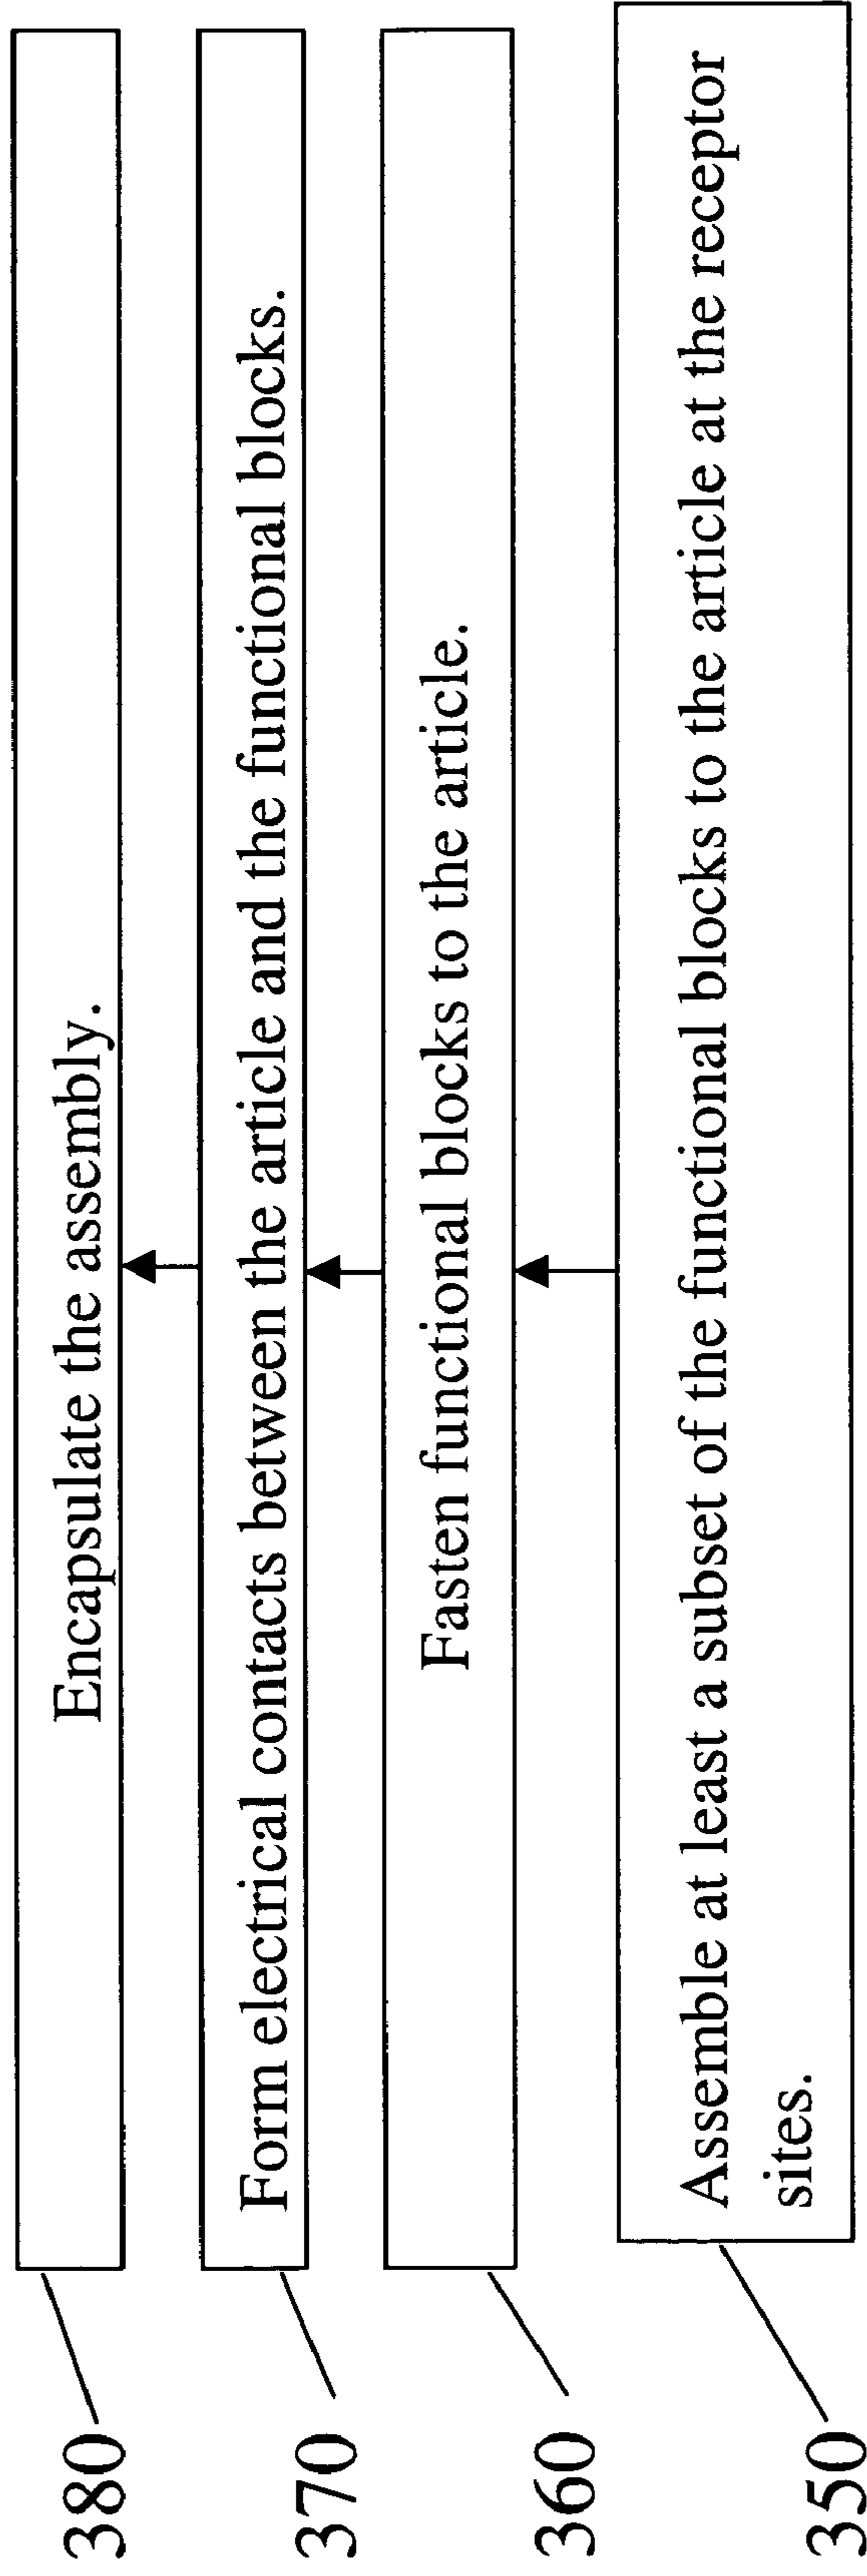 380
Encapsulate the assembly.
370
Form electrical contacts between the article and the functional blocks.
360
Fasten functional blocks to the article.
350
Assemble at least a subset of the functional blocks to the article at the receptor
sites.